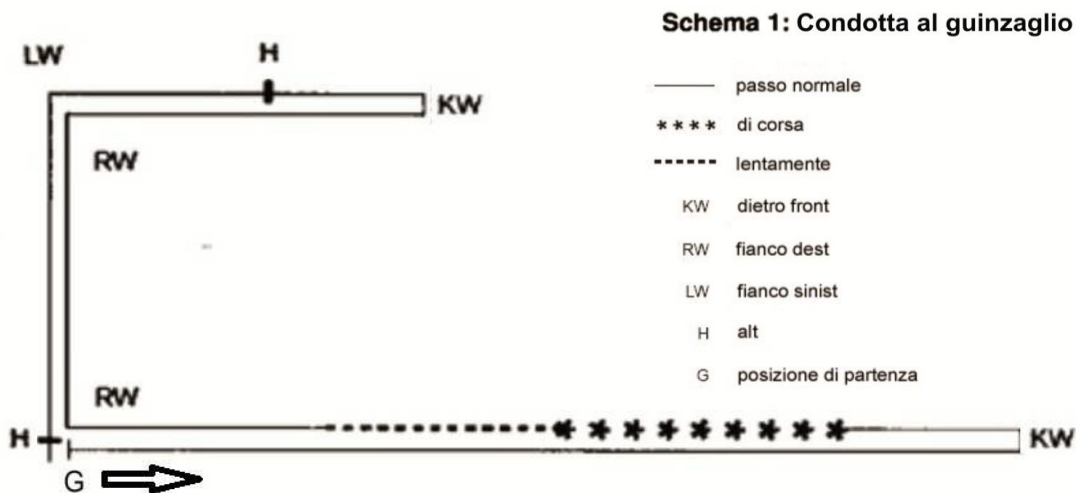 Schema 1: Condotta al guinzaglio
LW
H
KW
RW
RW
H
KW
G
passo normale
di corsa
lentamente
KW dietro front
RW fianco dest
LW fianco sinist
H alt
G posizione di partenza